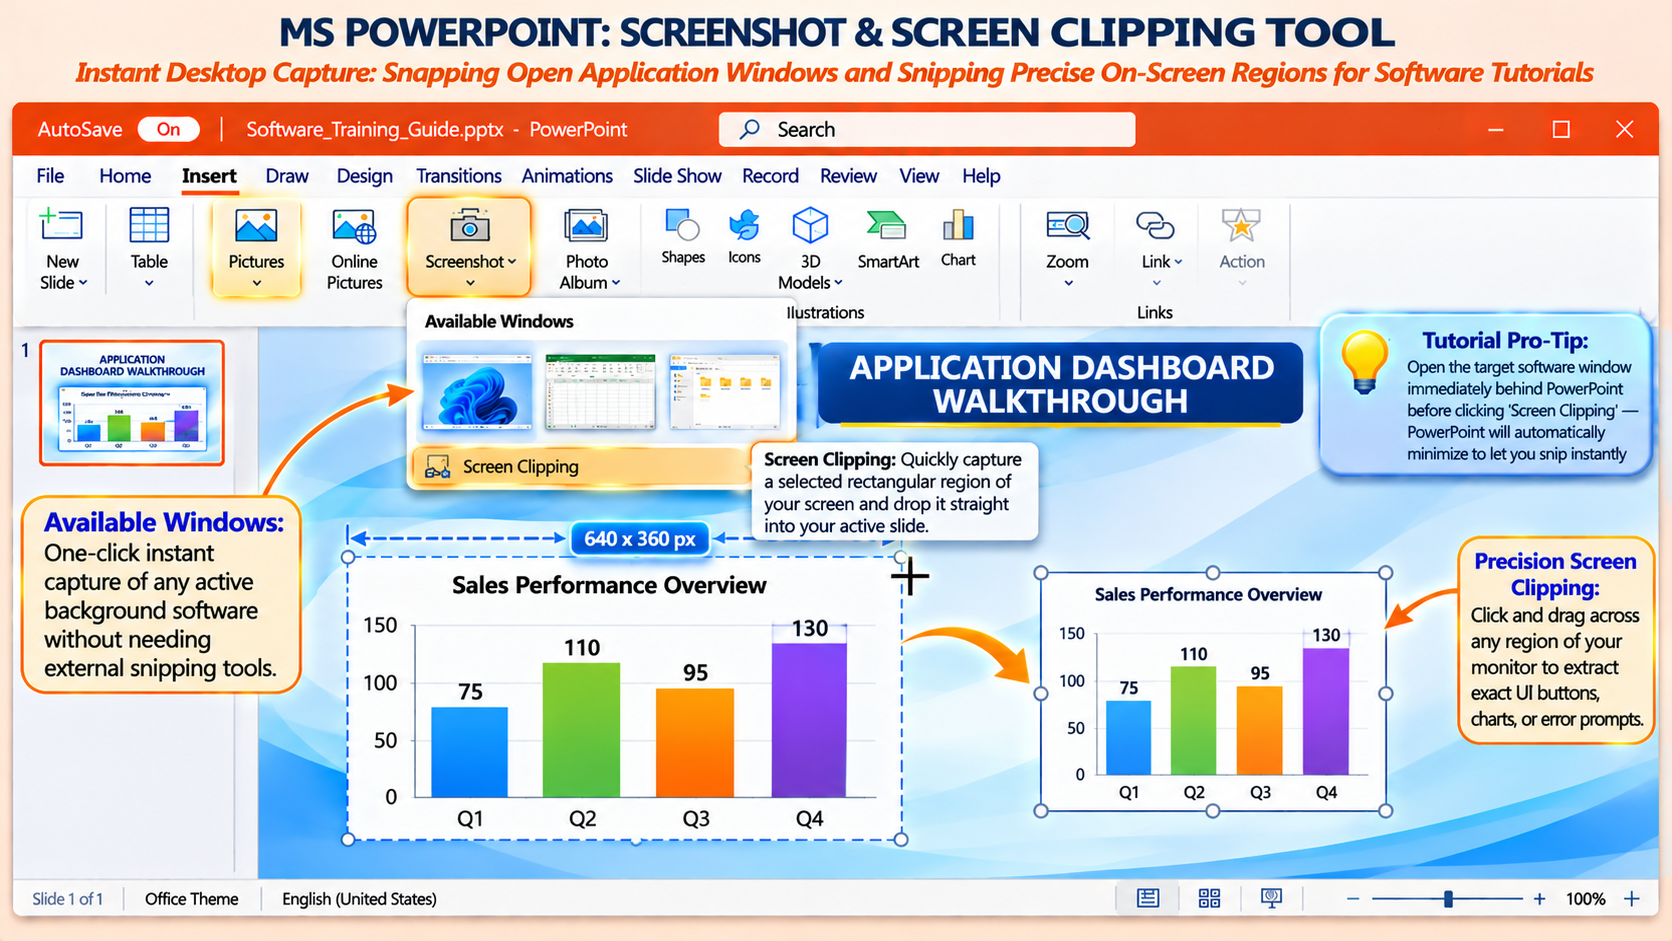 MS POWERPOINT: SCREENSHOT & SCREEN CLIPPING TOOL
Instant Desktop Capture: Snapping Open Application Windows and Snipping Precise On-Screen Regions for Software Tutorials
AutoSave On Software_Training_Guide.pptx - PowerPoint Search
File Home Insert Draw Design Transitions Animations Slide Show Record Review View Help
New Slide
Table
Pictures
Online Pictures
Screenshot
Photo Album
Shapes
Icons
3D Models
SmartArt
Chart
Zoom
Link
Action
Illustrations
Links
Available Windows
Screen Clipping
Screen Clipping: Quickly capture
a selected rectangular region of
your screen and drop it straight
into your active slide.
1
APPLICATION
DASHBOARD WALKTHROUGH
Q1 Q2 Q3 Q4
APPLICATION DASHBOARD
WALKTHROUGH
Tutorial Pro-Tip:
Open the target software window
immediately behind PowerPoint
before clicking 'Screen Clipping' —
PowerPoint will automatically
minimize to let you snip instantly
Available Windows:
One-click instant
capture of any active
background software
without needing
external snipping tools.
640 x 360 px
Sales Performance Overview
150
100
50
0
75
110
95
130
Q1 Q2 Q3 Q4
Sales Performance Overview
150
100
50
0
75
110
95
130
Q1 Q2 Q3 Q4
Precision Screen
Clipping:
Click and drag across
any region of your
monitor to extract
exact UI buttons,
charts, or error prompts.
Slide 1 of 1 Office Theme English (United States) 100%